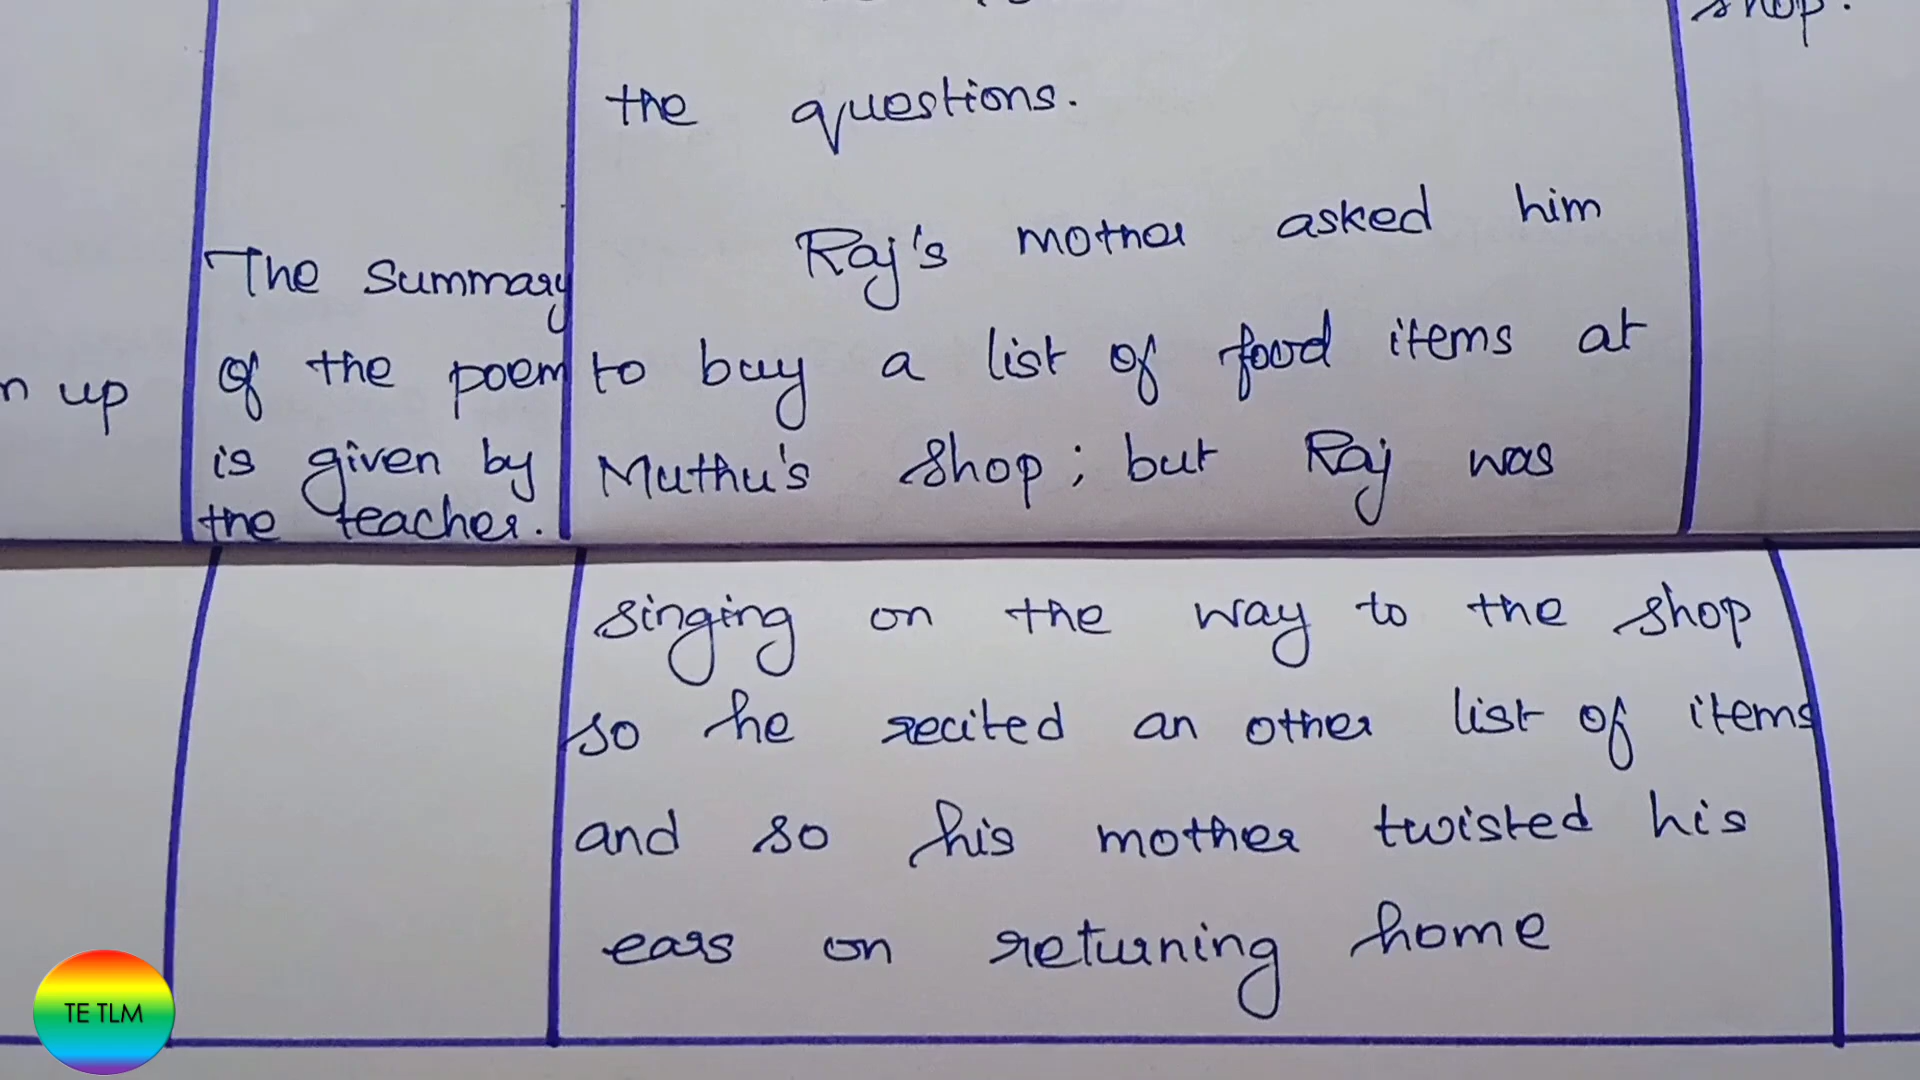 shop.
the questions.
The Summary
of the poem
is given by
the teacher.
n up
Raj's mother asked him
to buy a list of food items at
Muthu's shop; but Raj was
singing on the way to the shop
so he recited an other list of items
and so his mother twisted his
ears on returning home
TE TLM